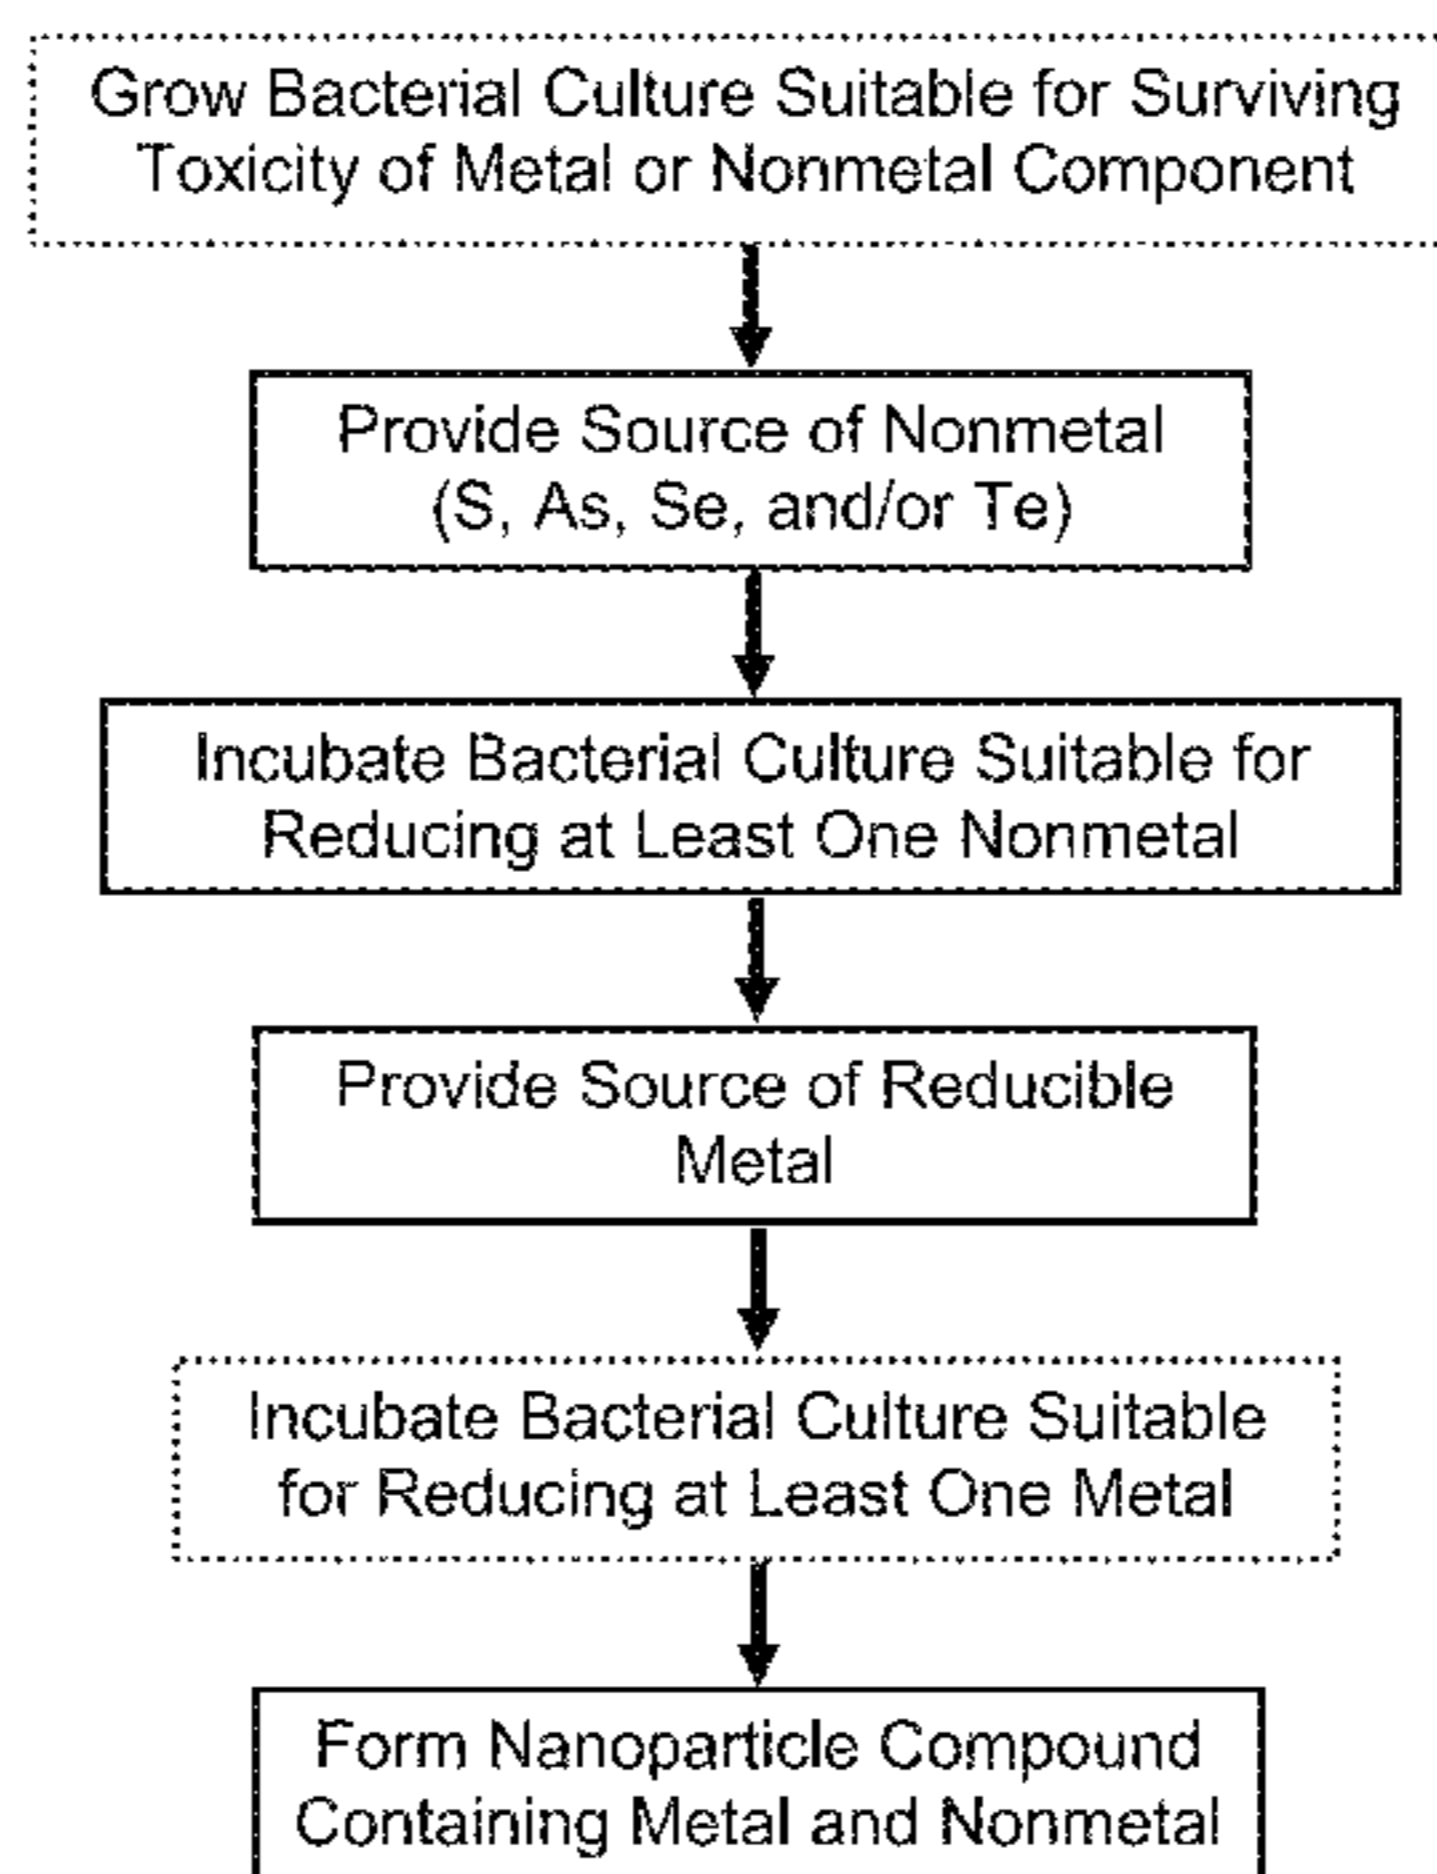 Grow Bacterial Culture Suitable for Surviving
Toxicity of Metal or Nonmetal Component
Provide Source of Nonmetal
(S, As, Se, and/or Te)
Incubate Bacterial Culture Suitable for
Reducing at Least One Nonmetal
Provide Source of Reducible
Metal
Incubate Bacterial Culture Suitable
for Reducing at Least One Metal
Form Nanoparticle Compound
Containing Metal and Nonmetal